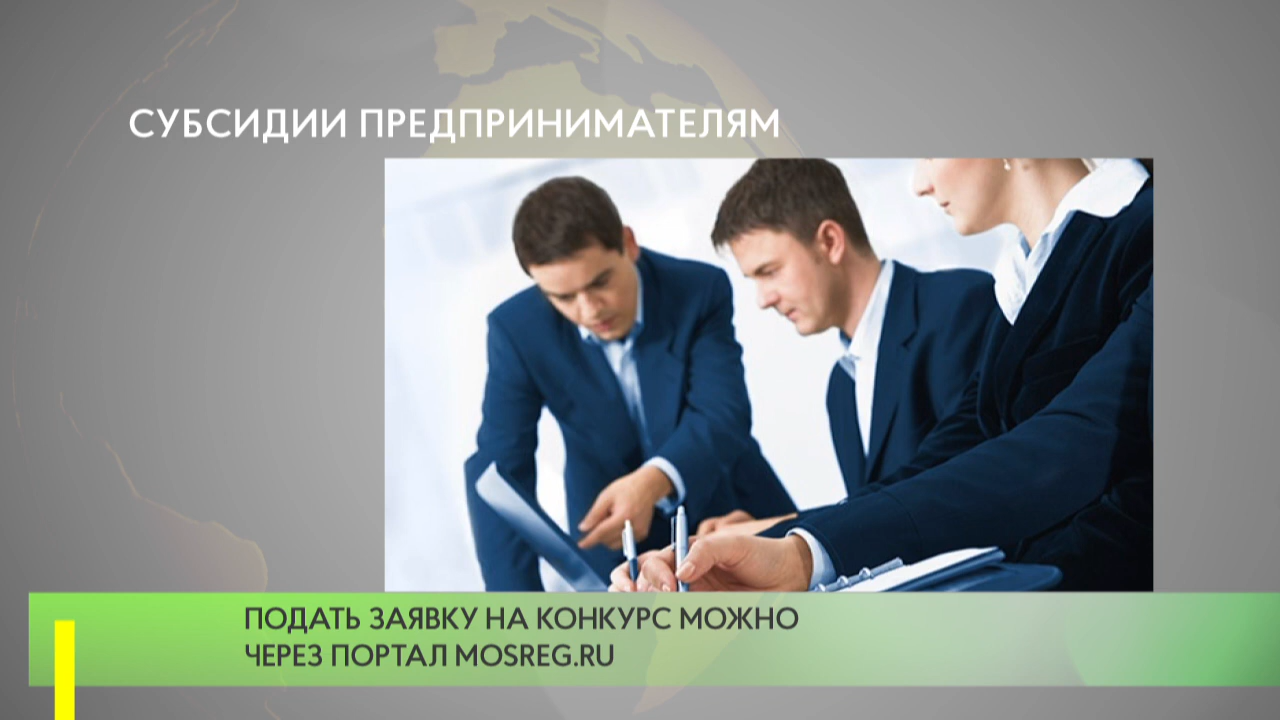 СУБСИДИИ ПРЕДПРИНИМАТЕЛЯМ
ПОДАТЬ ЗАЯВКУ НА КОНКУРС МОЖНО
ЧЕРЕЗ ПОРТАЛ MOSREG.RU